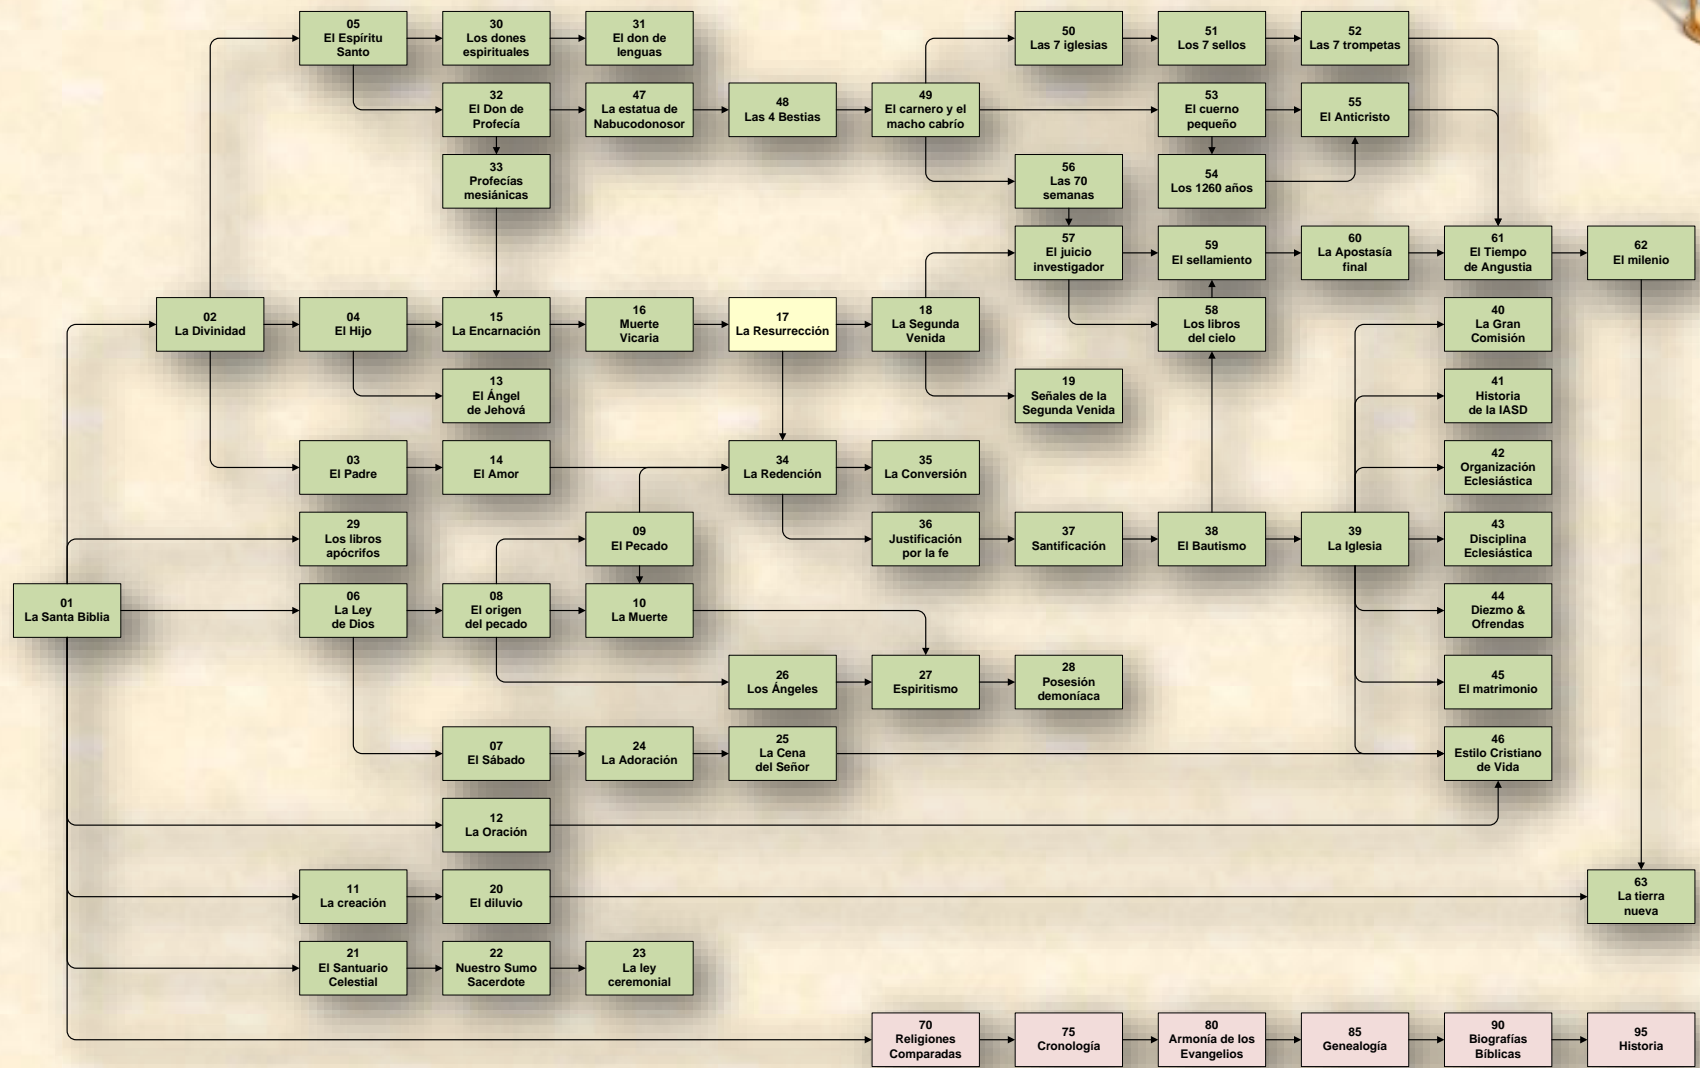 05
El Espíritu
Santo
30
Los dones
espirituales
31
El don de
lenguas
50
Las 7 iglesias
51
Los 7 sellos
52
Las 7 trompetas
32
El Don de
Profecía
47
La estatua de
Nabucodonosor
48
Las 4 Bestias
49
El carnero y el
macho cabrío
53
El cuerno
pequeño
55
El Anticristo
33
Profecías
mesiánicas
56
Las 70
semanas
54
Los 1260 años
57
El juicio
investigador
59
El sellamiento
60
La Apostasía
final
61
El Tiempo
de Angustia
62
El milenio
02
La Divinidad
04
El Hijo
15
La Encarnación
16
Muerte
Vicaria
17
La Resurrección
18
La Segunda
Venida
58
Los libros
del cielo
40
La Gran
Comisión
13
El Ángel
de Jehová
19
Señales de la
Segunda Venida
41
Historia
de la IASD
03
El Padre
14
El Amor
34
La Redención
35
La Conversión
42
Organización
Eclesiástica
29
Los libros
apócrifos
09
El Pecado
36
Justificación
por la fe
37
Santificación
38
El Bautismo
39
La Iglesia
43
Disciplina
Eclesiástica
01
La Santa Biblia
06
La Ley
de Dios
08
El origen
del pecado
10
La Muerte
44
Diezmo &
Ofrendas
26
Los Ángeles
27
Espiritismo
28
Posesión
demoníaca
45
El matrimonio
07
El Sábado
24
La Adoración
25
La Cena
del Señor
46
Estilo Cristiano
de Vida
12
La Oración
11
La creación
20
El diluvio
63
La tierra
nueva
21
El Santuario
Celestial
22
Nuestro Sumo
Sacerdote
23
La ley
ceremonial
70
Religiones
Comparadas
75
Cronología
80
Armonía de los
Evangelios
85
Genealogía
90
Biografías
Bíblicas
95
Historia